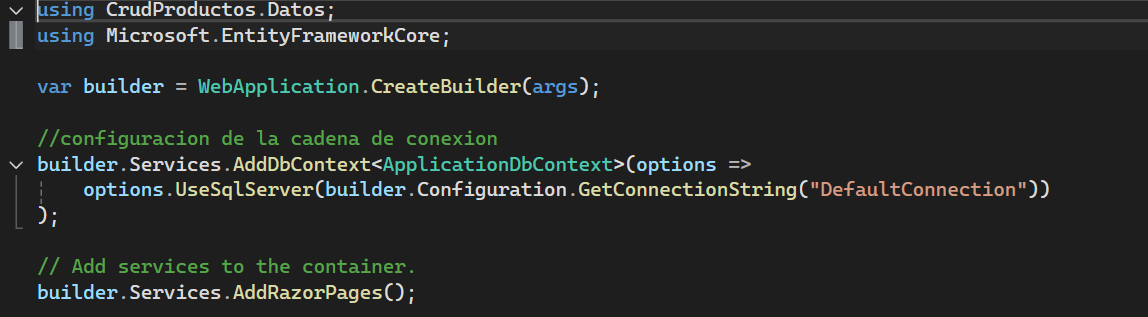 using CrudProductos.Datos;
using Microsoft.EntityFrameworkCore;
var builder = WebApplication.CreateBuilder(args);
//configuracion de la cadena de conexion
builder.Services.AddDbContext<ApplicationDbContext>(options =>
options.UseSqlServer(builder.Configuration.GetConnectionString("DefaultConnection"))
);
// Add services to the container.
builder.Services.AddRazorPages();